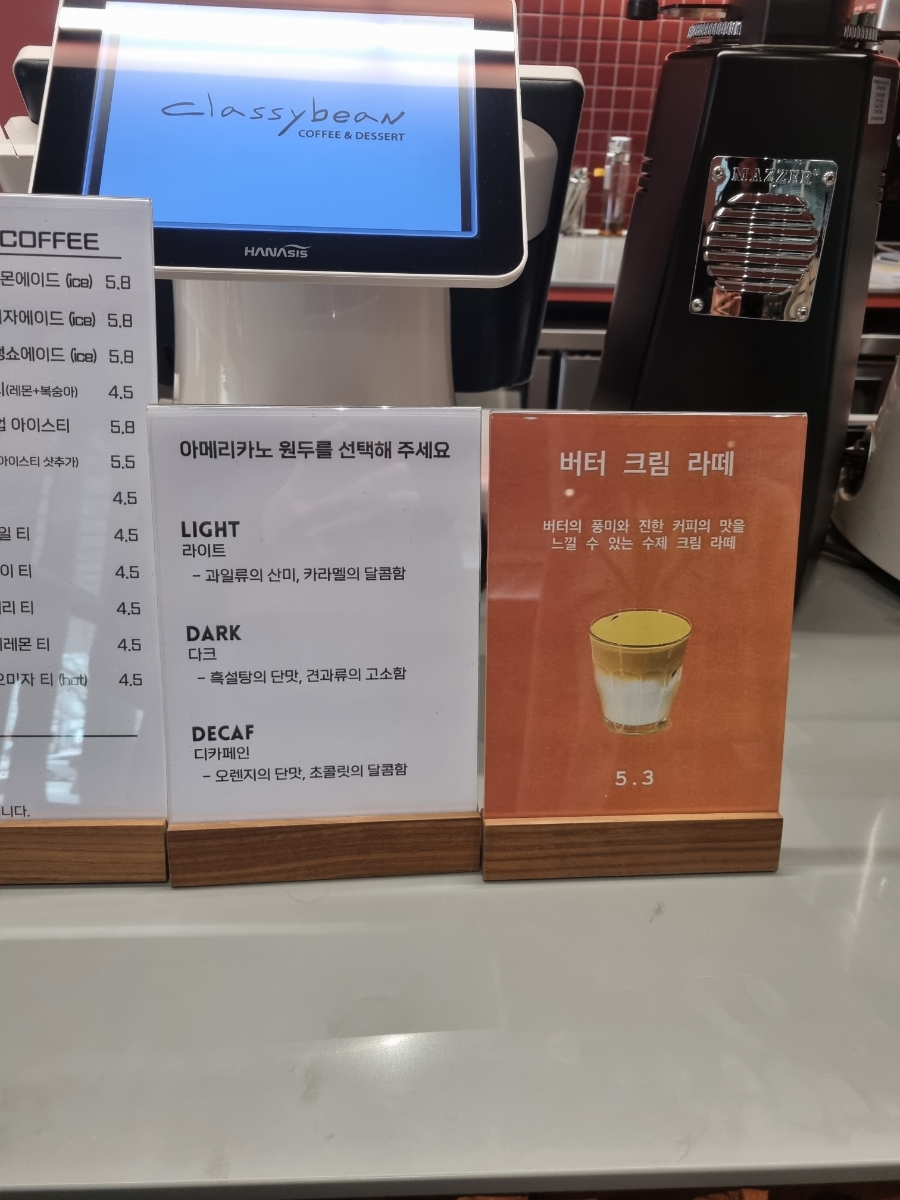 classybean
COFFEE & DESSERT
HANAsis
MAZZER
COFFEE
몬에이드 (ice) 5.8
자에이드 (ice) 5.8
쇼에이드 (ice) 5.8
(레몬+복숭아) 4.5
아이스티 5.8
아이스티 샷추가) 5.5
4.5
일 티 4.5
이 티 4.5
리 티 4.5
레몬 티 4.5
오미자 티 (hot) 4.5
니다.
아메리카노 원두를 선택해 주세요
LIGHT
라이트
- 과일류의 산미, 카라멜의 달콤함
DARK
다크
- 흑설탕의 단맛, 견과류의 고소함
DECAF
디카페인
- 오렌지의 단맛, 초콜릿의 달콤함
버터 크림 라떼
버터의 풍미와 진한 커피의 맛을
느낄 수 있는 수제 크림 라떼
5.3